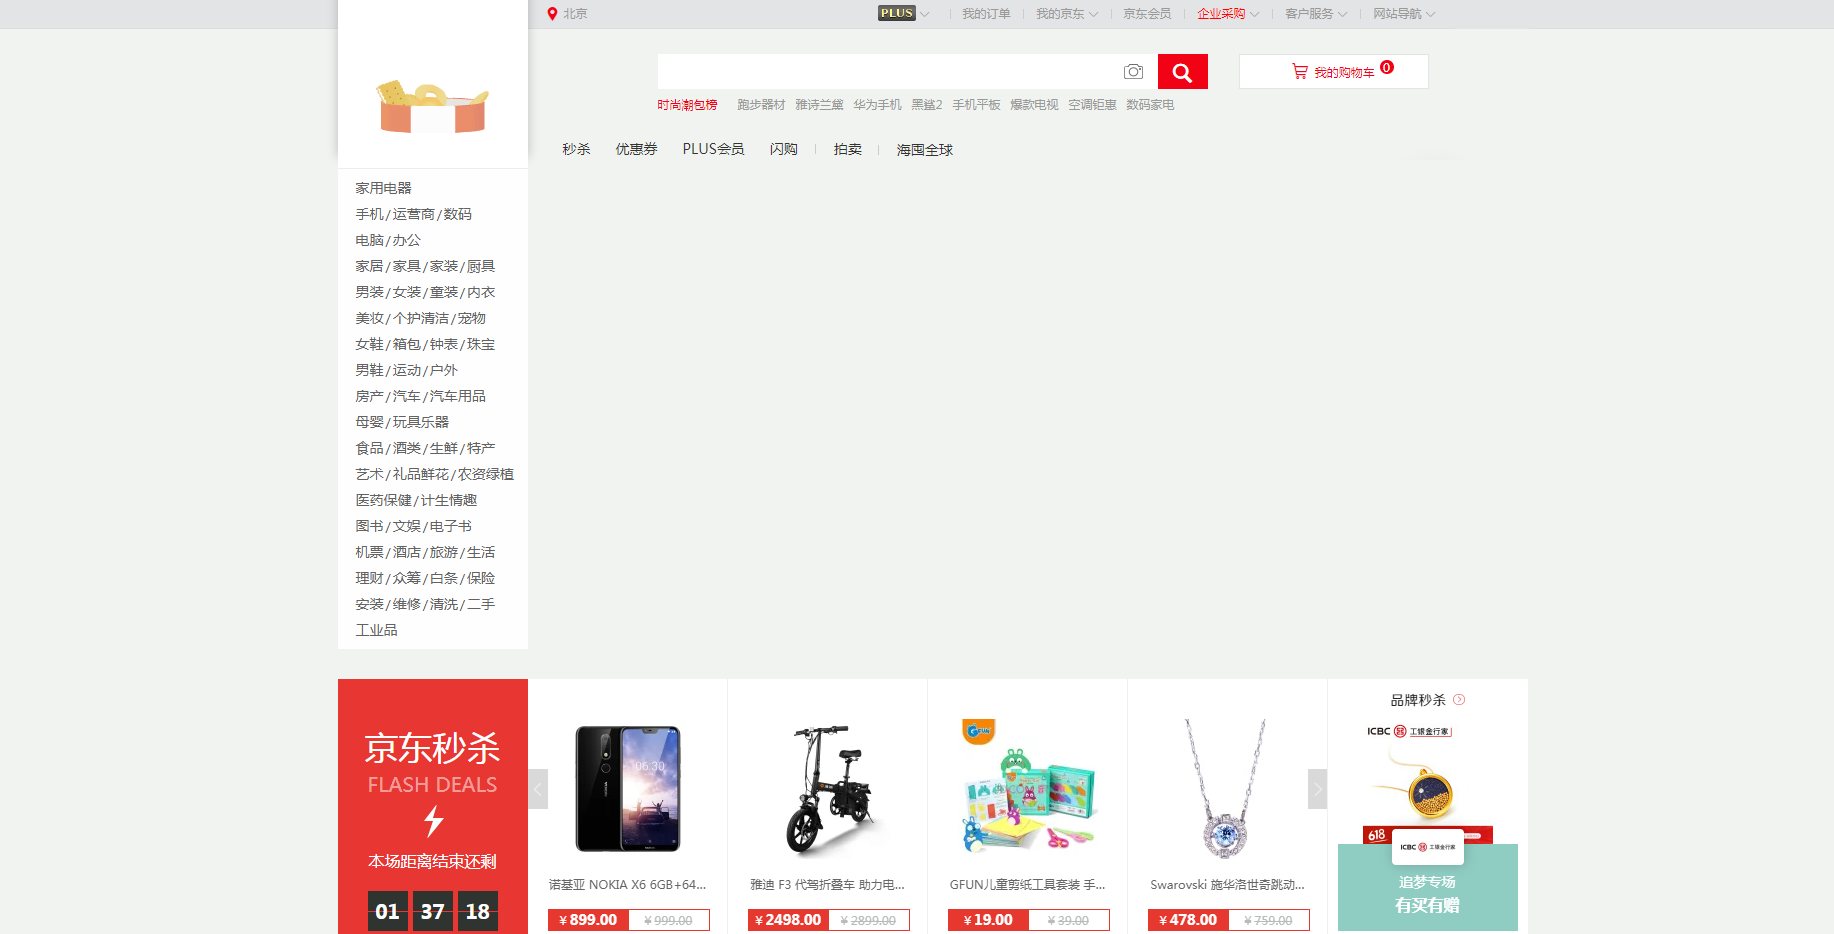 北京
PLUS
我的订单
我的京东
京东会员
企业采购
客户服务
网站导航
我的购物车 0
时尚潮包榜 跑步器材 雅诗兰黛 华为手机 黑鲨2 手机平板 爆款电视 空调钜惠 数码家电
秒杀 优惠券 PLUS会员 闪购 拍卖 海囤全球
家用电器
手机/运营商/数码
电脑/办公
家居/家具/家装/厨具
男装/女装/童装/内衣
美妆/个护清洁/宠物
女鞋/箱包/钟表/珠宝
男鞋/运动/户外
房产/汽车/汽车用品
母婴/玩具乐器
食品/酒类/生鲜/特产
艺术/礼品鲜花/农资绿植
医药保健/计生情趣
图书/文娱/电子书
机票/酒店/旅游/生活
理财/众筹/白条/保险
安装/维修/清洗/二手
工业品
京东秒杀
FLASH DEALS
本场距离结束还剩
01 37 18
06:30
诺基亚 NOKIA X6 6GB+64...
¥899.00 ¥999.00
雅迪 F3 代驾折叠车 助力电...
¥2498.00 ¥2899.00
GFUN
GFUN儿童剪纸工具套装 手...
¥19.00 ¥39.00
Swarovski 施华洛世奇跳动...
¥478.00 ¥759.00
品牌秒杀
ICBC 工银金行家
618
ICBC 工银金行家
追梦专场
有买有赠